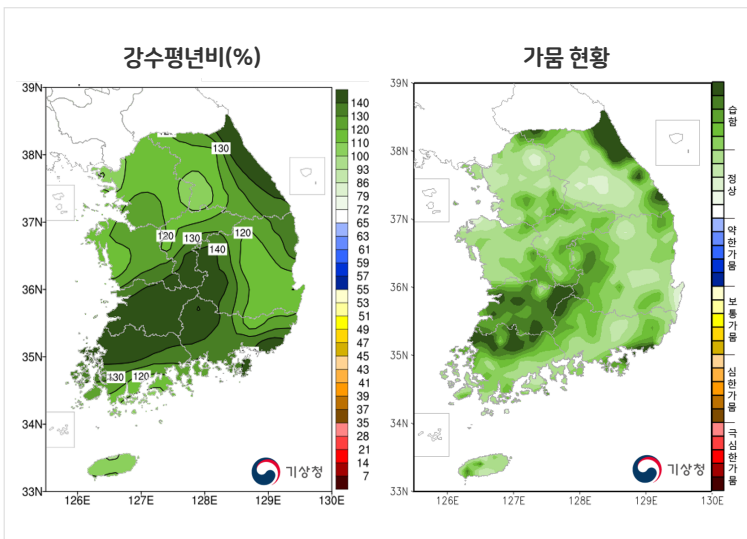 강수평년비(%)
39N
38N
37N
36N
35N
34N
33N
126E 127E 128E 129E 130E
120
130
120
130
120
140
130
120
140
130
120
110
100
93
86
79
72
65
63
61
59
57
55
53
51
49
47
45
43
41
39
37
35
28
21
14
7
기상청
가뭄 현황
39N
38N
37N
36N
35N
34N
33N
126E 127E 128E 129E 130E
습함
정상
약한가뭄
보통가뭄
심한가뭄
극심한가뭄
기상청